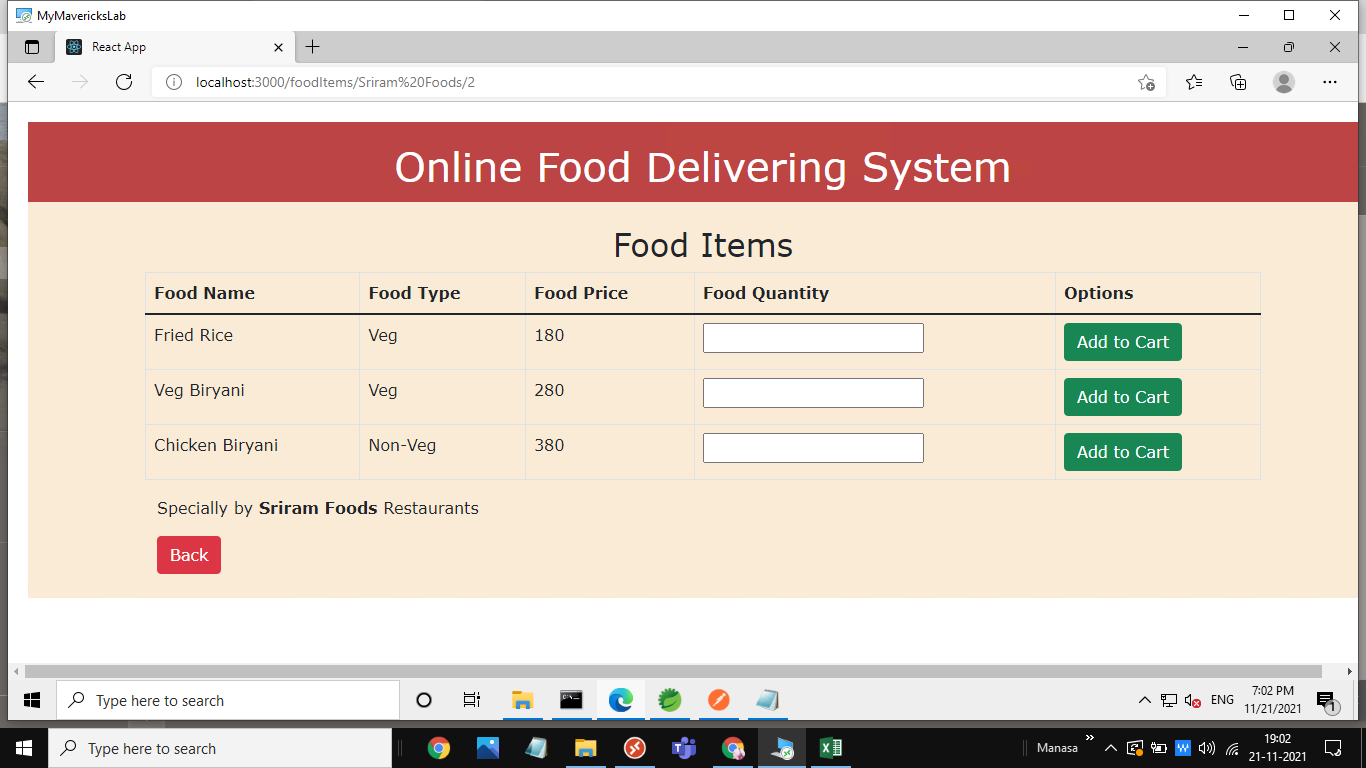 MyMavericksLab
React App
localhost:3000/foodItems/Sriram%20Foods/2
Online Food Delivering System
Food Items
Food Name Food Type Food Price Food Quantity Options
Fried Rice Veg 180 Add to Cart
Veg Biryani Veg 280 Add to Cart
Chicken Biryani Non-Veg 380 Add to Cart
Specially by Sriram Foods Restaurants
Back
Type here to search
ENG
7:02 PM
11/21/2021
1
Type here to search
Manasa
19:02
21-11-2021